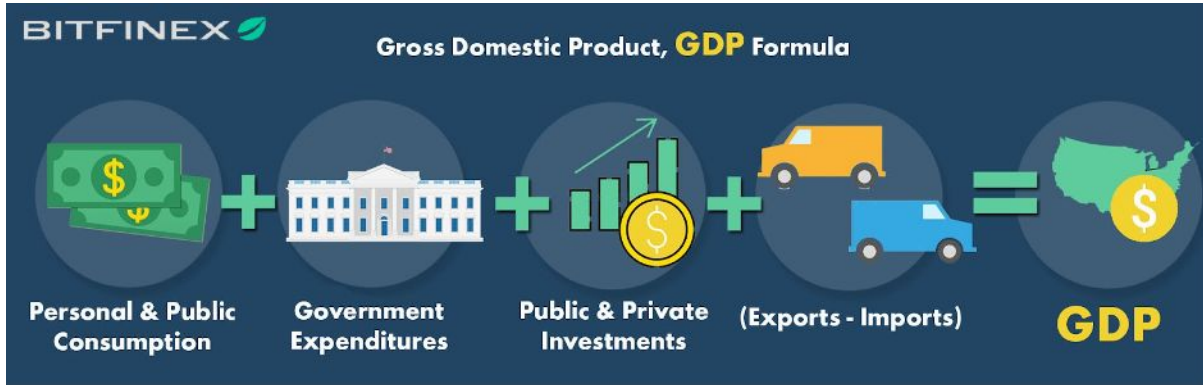 BITFINEX
Gross Domestic Product, GDP Formula
$
$
$
$
Personal & Public
Consumption
Government
Expenditures
Public & Private
Investments
(Exports - Imports)
GDP